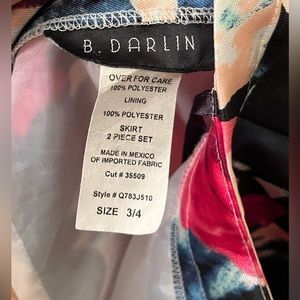 B. DARLIN
OVER FOR CARE
100% POLYESTER
LINING
100% POLYESTER
SKIRT
2 PIECE SET
MADE IN MEXICO
OF IMPORTED FABRIC
Cut # 35509
Style # Q783J510
SIZE 3/4